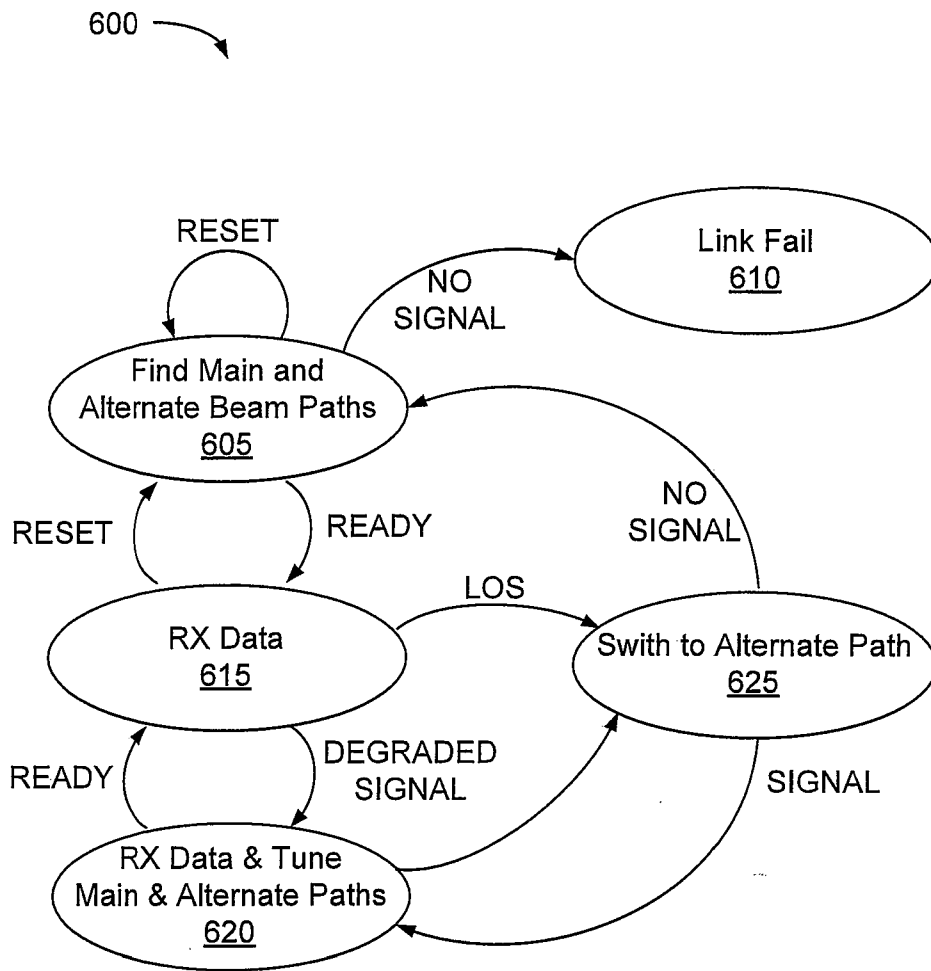 600
RESET
Link Fail
610
NO
SIGNAL
Find Main and
Alternate Beam Paths
605
NO
SIGNAL
RESET
READY
LOS
RX Data
615
Swith to Alternate Path
625
READY
DEGRADED
SIGNAL
SIGNAL
RX Data & Tune
Main & Alternate Paths
620